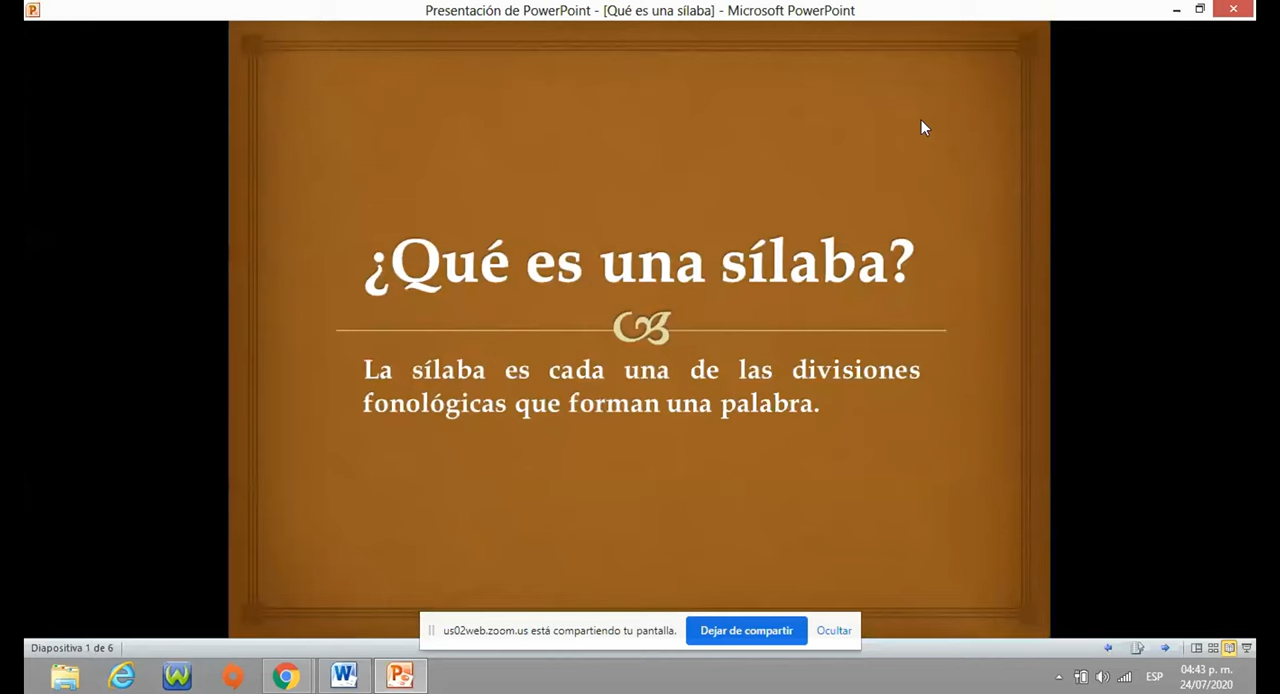 Presentación de PowerPoint - [Qué es una sílaba] - Microsoft PowerPoint
¿Qué es una sílaba?
La sílaba es cada una de las divisiones
fonológicas que forman una palabra.
us02web.zoom.us está compartiendo tu pantalla.
Dejar de compartir
Ocultar
Diapositiva 1 de 6
ESP
04:43 p. m.
24/07/2020